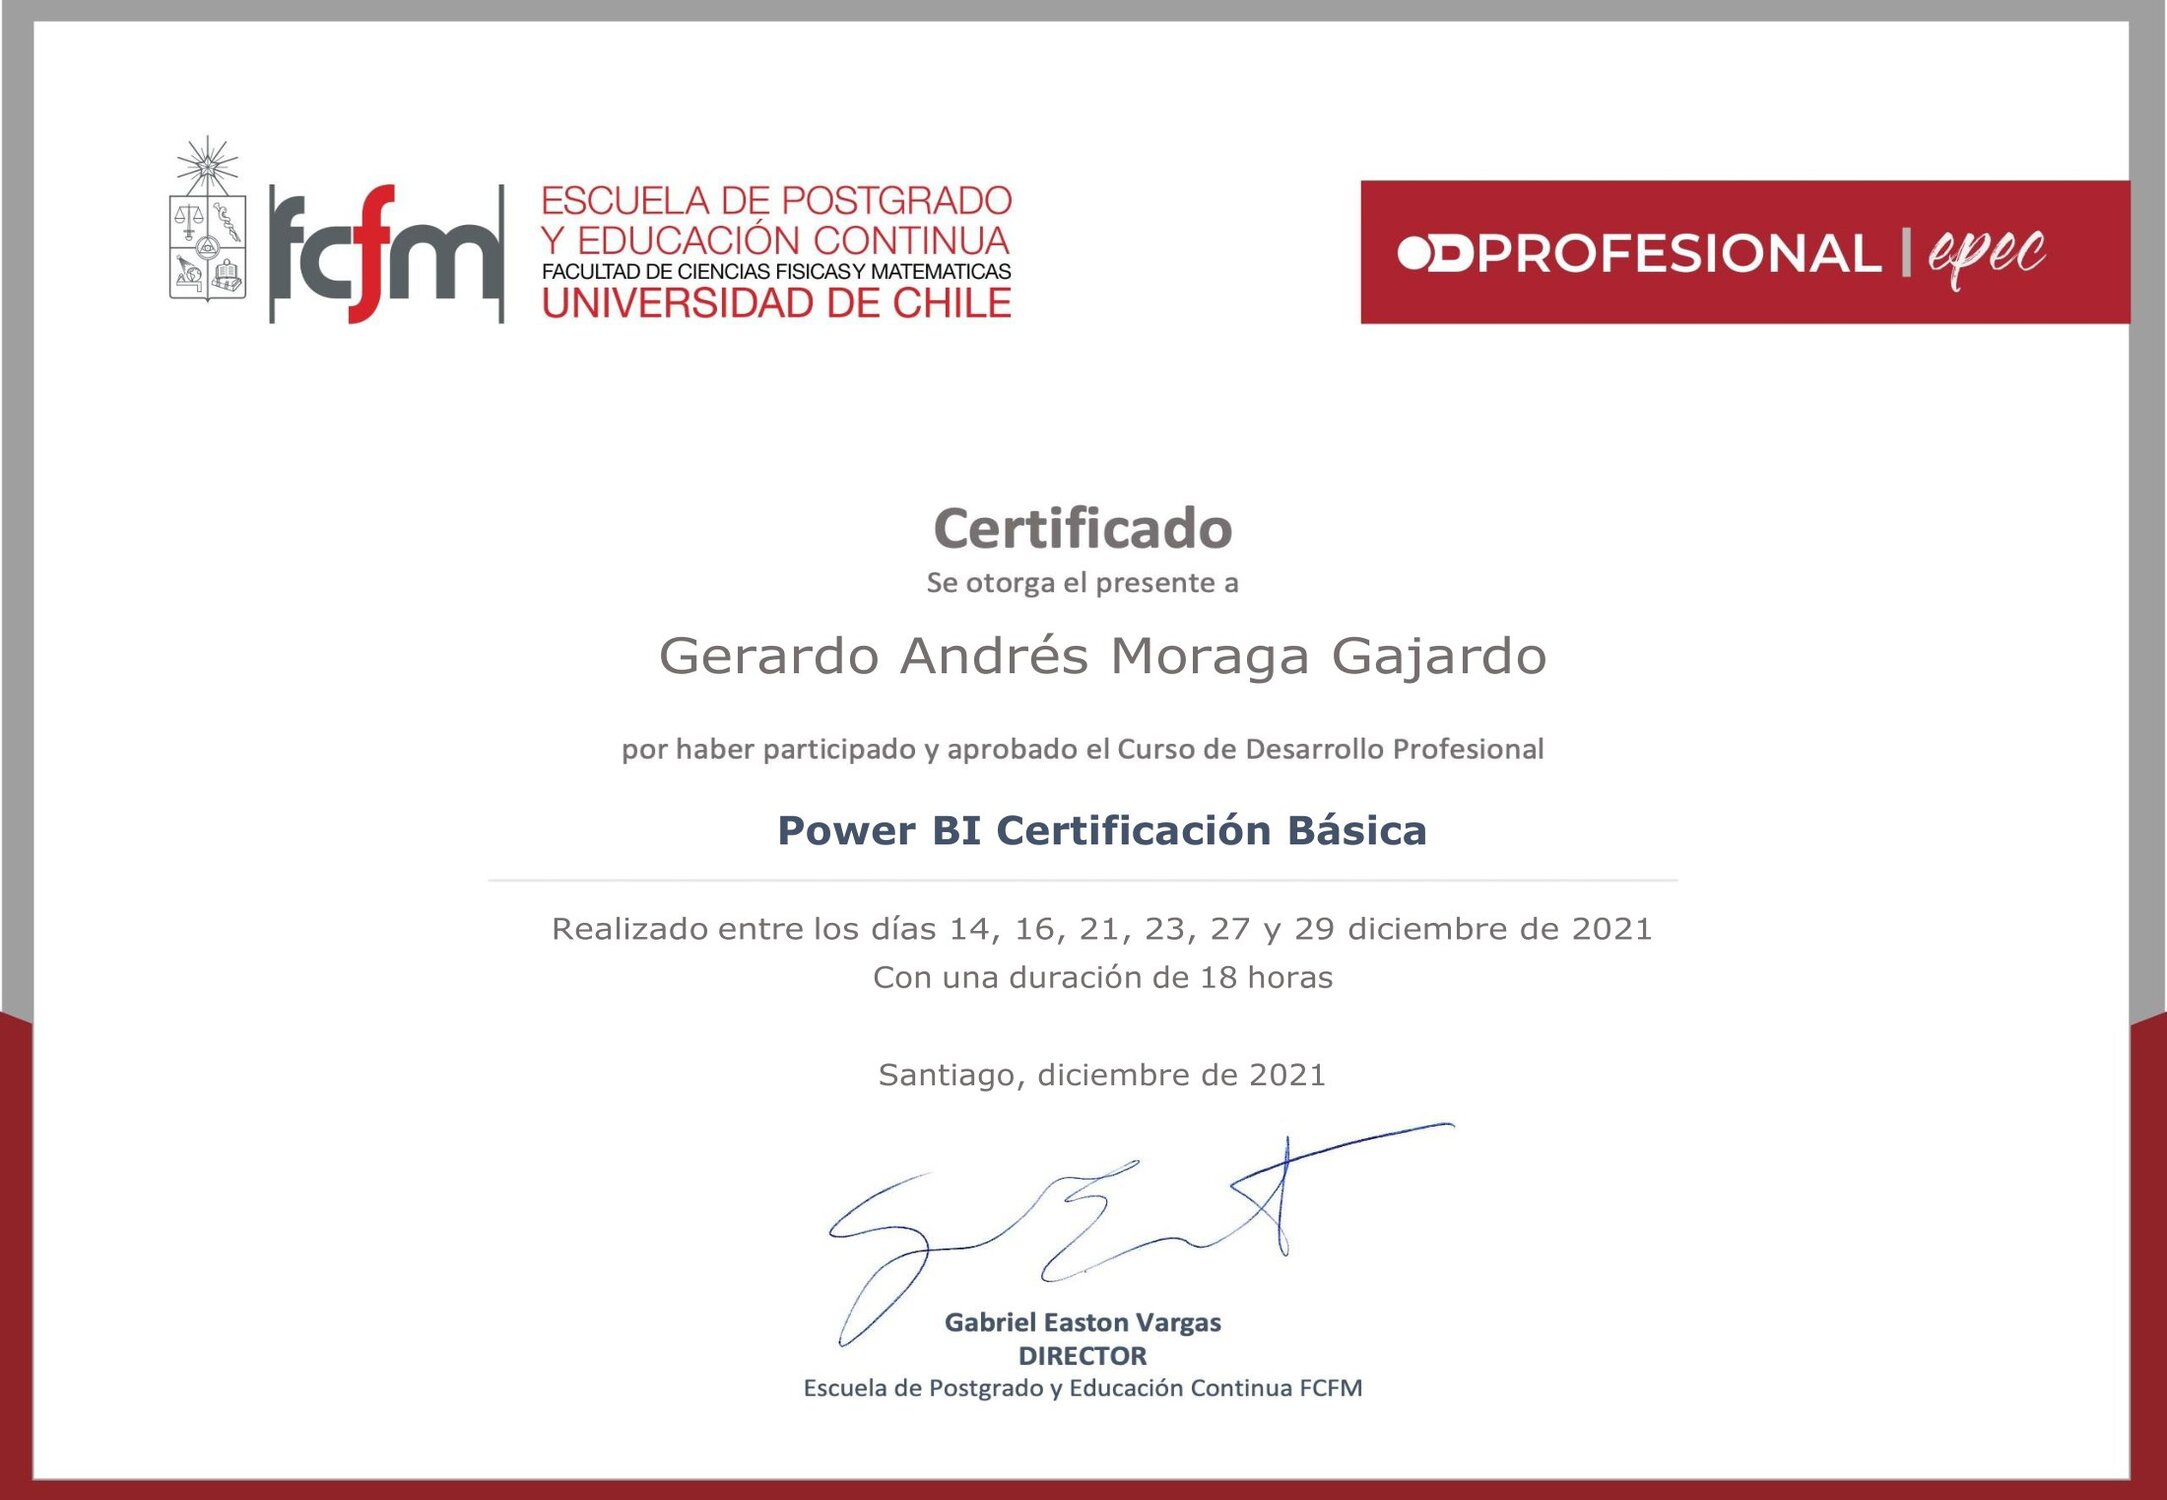 fcfm
ESCUELA DE POSTGRADO
Y EDUCACIÓN CONTINUA
FACULTAD DE CIENCIAS FISICAS Y MATEMATICAS
UNIVERSIDAD DE CHILE
ODPROFESIONAL | epec
Certificado
Se otorga el presente a
Gerardo Andrés Moraga Gajardo
por haber participado y aprobado el Curso de Desarrollo Profesional
Power BI Certificación Básica
Realizado entre los días 14, 16, 21, 23, 27 y 29 diciembre de 2021
Con una duración de 18 horas
Santiago, diciembre de 2021
Gabriel Easton Vargas
DIRECTOR
Escuela de Postgrado y Educación Continua FCFM